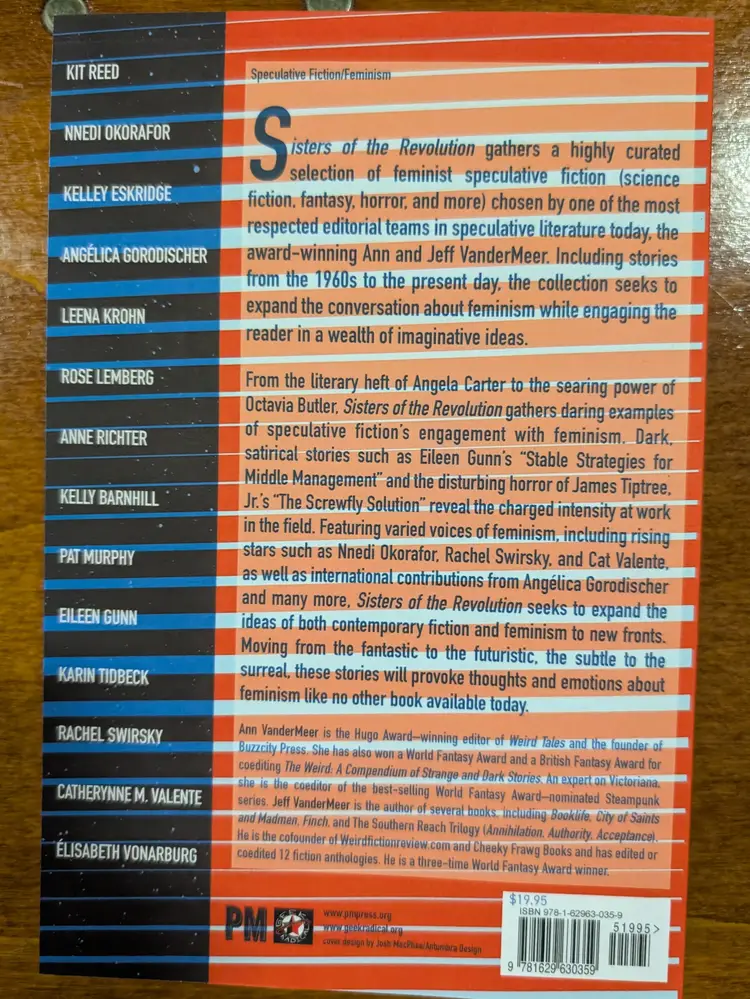 KIT REED
NNEDI OKORAFOR
KELLEY ESKRIDGE
ANGÉLICA GORODISCHER
LEENA KROHN
ROSE LEMBERG
ANNE RICHTER
KELLY BARNHILL
PAT MURPHY
EILEEN GUNN
KARIN TIDBECK
RACHEL SWIRSKY
CATHERYNNE M. VALENTE
ÉLISABETH VONARBURG
Speculative Fiction/Feminism
Sisters of the Revolution gathers a highly curated
selection of feminist speculative fiction (science
fiction, fantasy, horror, and more) chosen by one of the most
respected editorial teams in speculative literature today, the
award-winning Ann and Jeff VanderMeer. Including stories
from the 1960s to the present day, the collection seeks to
expand the conversation about feminism while engaging the
reader in a wealth of imaginative ideas.
From the literary heft of Angela Carter to the searing power of
Octavia Butler, Sisters of the Revolution gathers daring examples
of speculative fiction's engagement with feminism. Dark,
satirical stories such as Eileen Gunn's "Stable Strategies for
Middle Management" and the disturbing horror of James Tiptree,
Jr.'s "The Screwfly Solution" reveal the charged intensity at work
in the field. Featuring varied voices of feminism, including rising
stars such as Nnedi Okorafor, Rachel Swirsky, and Cat Valente,
as well as international contributions from Angélica Gorodischer
and many more, Sisters of the Revolution seeks to expand the
ideas of both contemporary fiction and feminism to new fronts.
Moving from the fantastic to the futuristic, the subtle to the
surreal, these stories will provoke thoughts and emotions about
feminism like no other book available today.
Ann VanderMeer is the Hugo Award-winning editor of Weird Tales and the founder of
Buzzcity Press. She has also won a World Fantasy Award and a British Fantasy Award for
coediting The Weird: A Compendium of Strange and Dark Stories. An expert on Victoriana,
she is the coeditor of the best-selling World Fantasy Award-nominated Steampunk
series. Jeff VanderMeer is the author of several books, including Booklife, City of Saints
and Madmen, Finch, and The Southern Reach Trilogy (Annihilation, Authority, Acceptance).
He is the cofounder of Weirdfictionreview.com and Cheeky Frawg Books and has edited or
coedited 12 fiction anthologies. He is a three-time World Fantasy Award winner.
PM
GEEK RADICAL
www.pmpress.org
www.geekradical.org
cover design by Josh MacPhee/Antumbra Design
$19.95
ISBN 978-1-62963-035-9
51995>
9 781629 630359